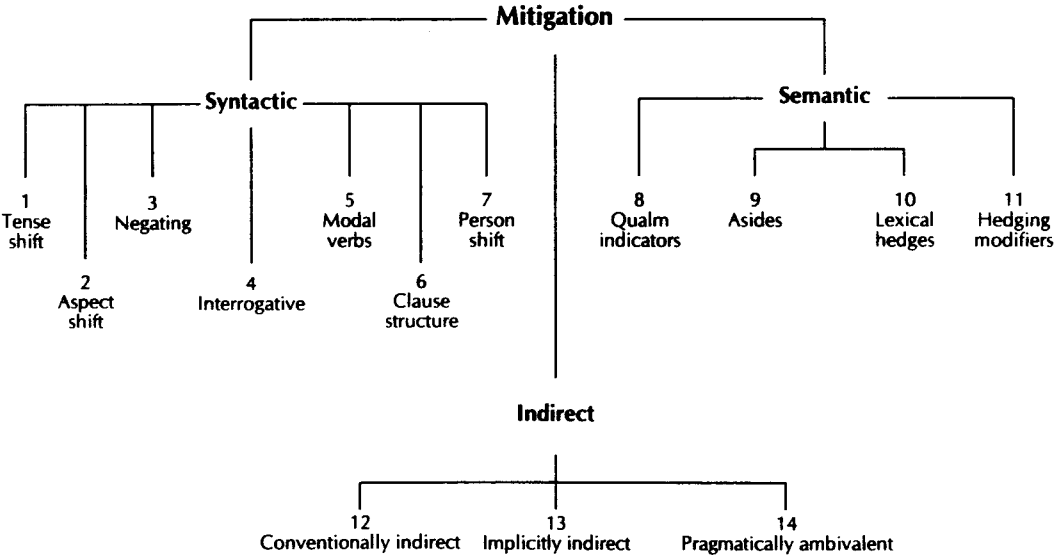 Mitigation
Syntactic
Semantic
1
Tense
shift
2
Aspect
shift
3
Negating
4
Interrogative
5
Modal
verbs
6
Clause
structure
7
Person
shift
8
Qualm
indicators
9
Asides
10
Lexical
hedges
11
Hedging
modifiers
Indirect
12
Conventionally indirect
13
Implicitly indirect
14
Pragmatically ambivalent